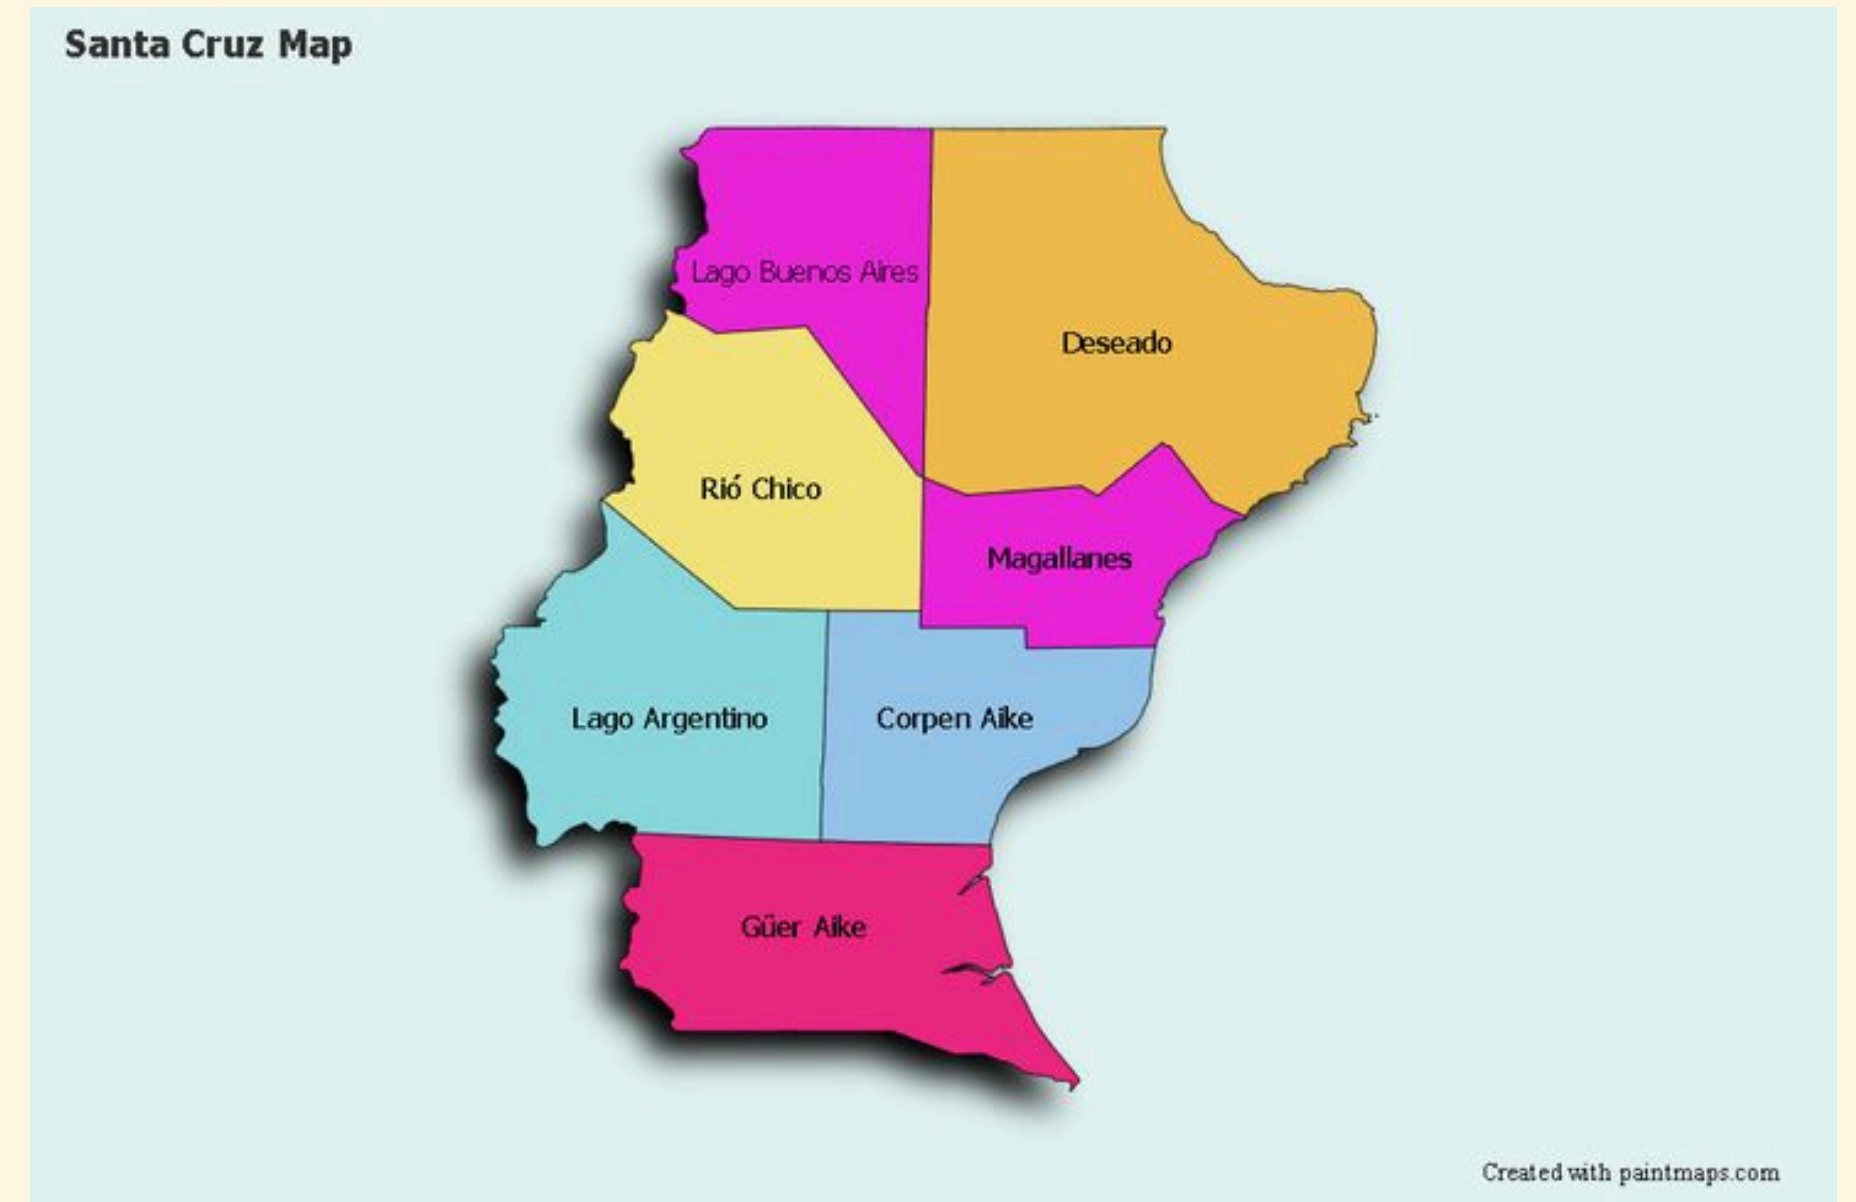 Santa Cruz Map
Lago Buenos Aires
Deseado
Rió Chico
Magallanes
Lago Argentino
Corpen Aike
Güer Aike
Created with paintmaps.com